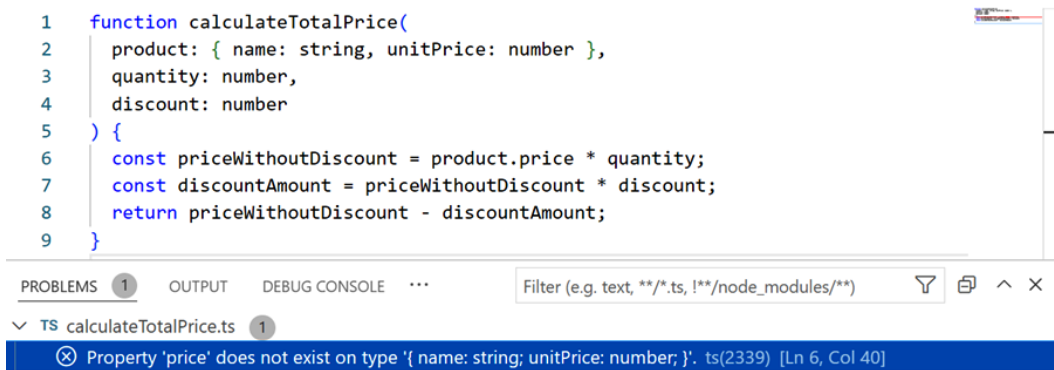 1 function calculateTotalPrice(
2 product: { name: string, unitPrice: number },
3 quantity: number,
4 discount: number
5 ) {
6 const priceWithoutDiscount = product.price * quantity;
7 const discountAmount = priceWithoutDiscount * discount;
8 return priceWithoutDiscount - discountAmount;
9 }
PROBLEMS 1 OUTPUT DEBUG CONSOLE ··· Filter (e.g. text, **/*.ts, !**/node_modules/**)
TS calculateTotalPrice.ts 1
Property 'price' does not exist on type '{ name: string; unitPrice: number; }'. ts(2339) [Ln 6, Col 40]